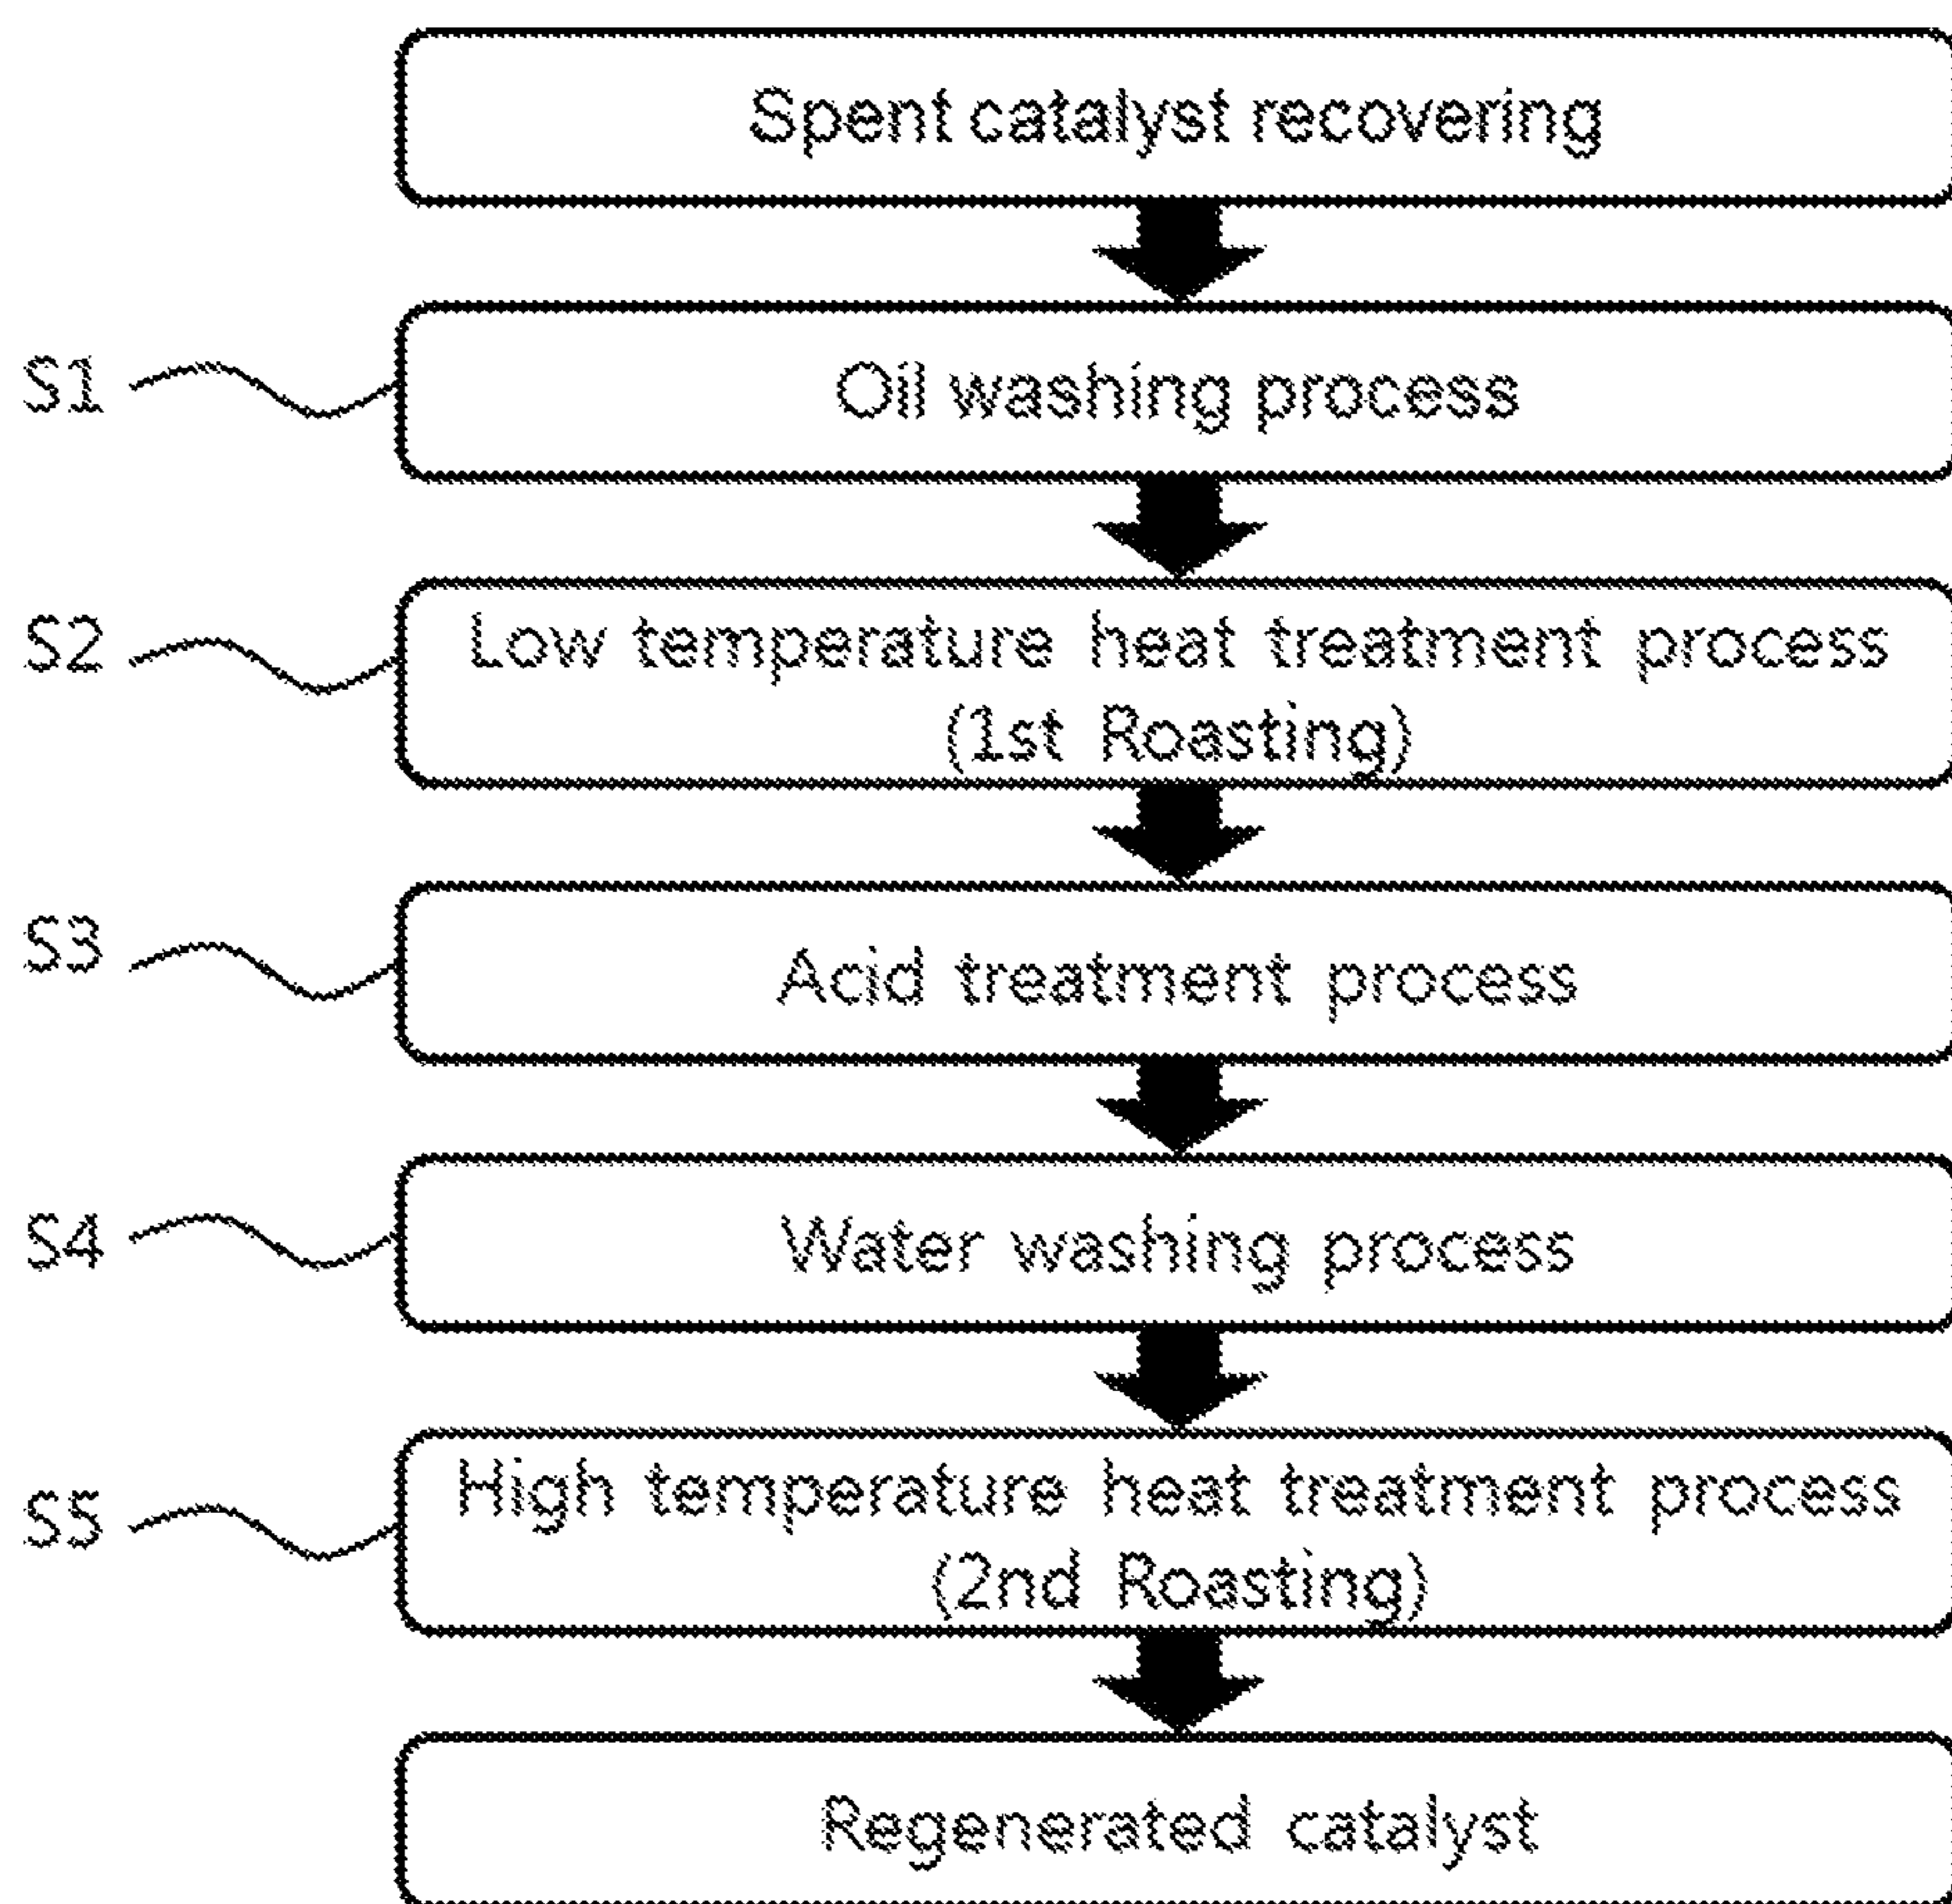 Spent catalyst recovering
S1
Oil washing process
S2
Low temperature heat treatment process
(1st Roasting)
S3
Acid treatment process
S4
Water washing process
S5
High temperature heat treatment process
(2nd Roasting)
Regenerated catalyst